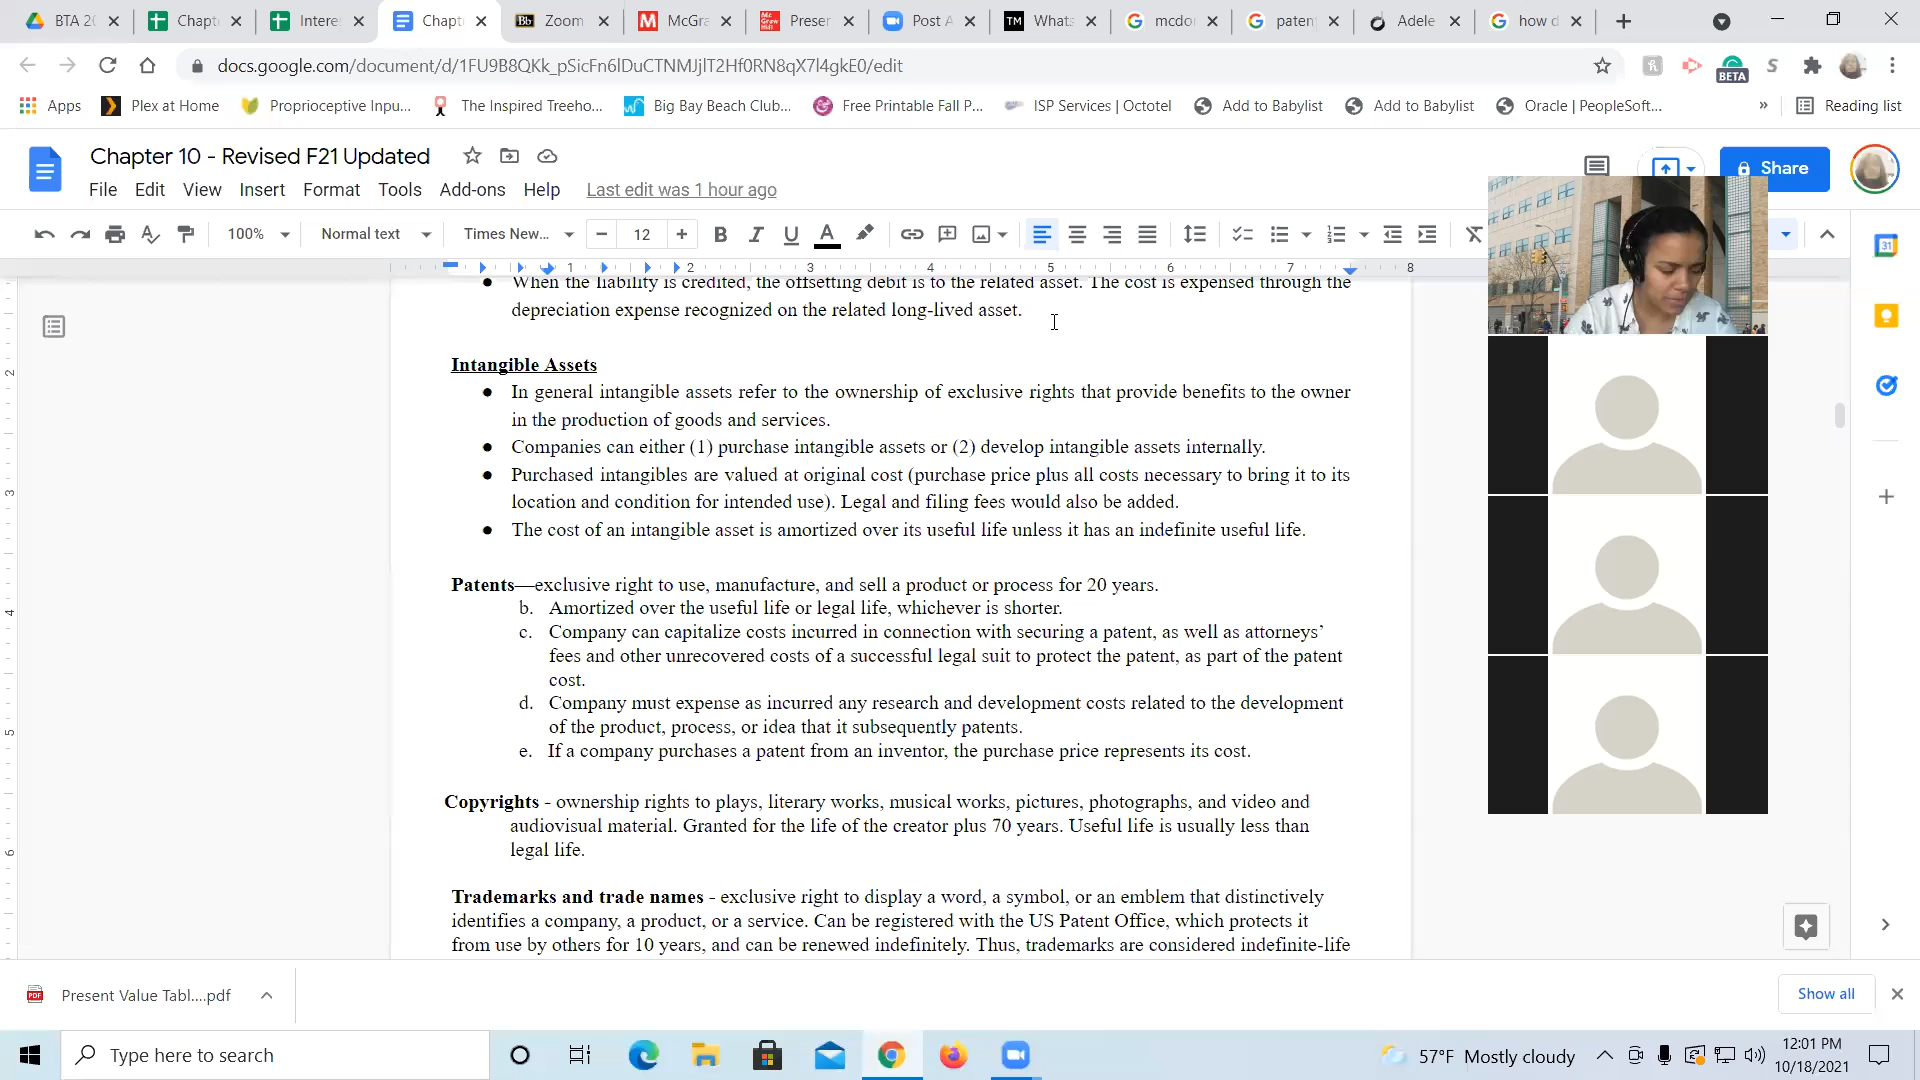 BTA 20
Chapt
Intere
Chapt
Zoom
McGra
Preser
Post A
Whats
mcdor
paten
Adele
how d
docs.google.com/document/d/1FU9B8QKk_pSicFn6lDuCTNMJjlT2Hf0RN8qX7l4gkE0/edit
BETA
Apps
Plex at Home
Proprioceptive Inpu...
The Inspired Treeho...
Big Bay Beach Club...
Free Printable Fall P...
ISP Services | Octotel
Add to Babylist
Add to Babylist
Oracle | PeopleSoft...
»
Reading list
Chapter 10 - Revised F21 Updated
Share
File Edit View Insert Format Tools Add-ons Help Last edit was 1 hour ago
100% Normal text Times New... 12 B I U A
1 2 3 4 5 6 7 8
● When the liability is credited, the offsetting debit is to the related asset. The cost is expensed through the
depreciation expense recognized on the related long-lived asset.
Intangible Assets
● In general intangible assets refer to the ownership of exclusive rights that provide benefits to the owner
in the production of goods and services.
● Companies can either (1) purchase intangible assets or (2) develop intangible assets internally.
● Purchased intangibles are valued at original cost (purchase price plus all costs necessary to bring it to its
location and condition for intended use). Legal and filing fees would also be added.
● The cost of an intangible asset is amortized over its useful life unless it has an indefinite useful life.
Patents—exclusive right to use, manufacture, and sell a product or process for 20 years.
b. Amortized over the useful life or legal life, whichever is shorter.
c. Company can capitalize costs incurred in connection with securing a patent, as well as attorneys’
fees and other unrecovered costs of a successful legal suit to protect the patent, as part of the patent
cost.
d. Company must expense as incurred any research and development costs related to the development
of the product, process, or idea that it subsequently patents.
e. If a company purchases a patent from an inventor, the purchase price represents its cost.
Copyrights - ownership rights to plays, literary works, musical works, pictures, photographs, and video and
audiovisual material. Granted for the life of the creator plus 70 years. Useful life is usually less than
legal life.
Trademarks and trade names - exclusive right to display a word, a symbol, or an emblem that distinctively
identifies a company, a product, or a service. Can be registered with the US Patent Office, which protects it
from use by others for 10 years, and can be renewed indefinitely. Thus, trademarks are considered indefinite-life
2
3
4
5
6
31
Present Value Tabl....pdf
Show all
Type here to search
57°F Mostly cloudy
12:01 PM
10/18/2021